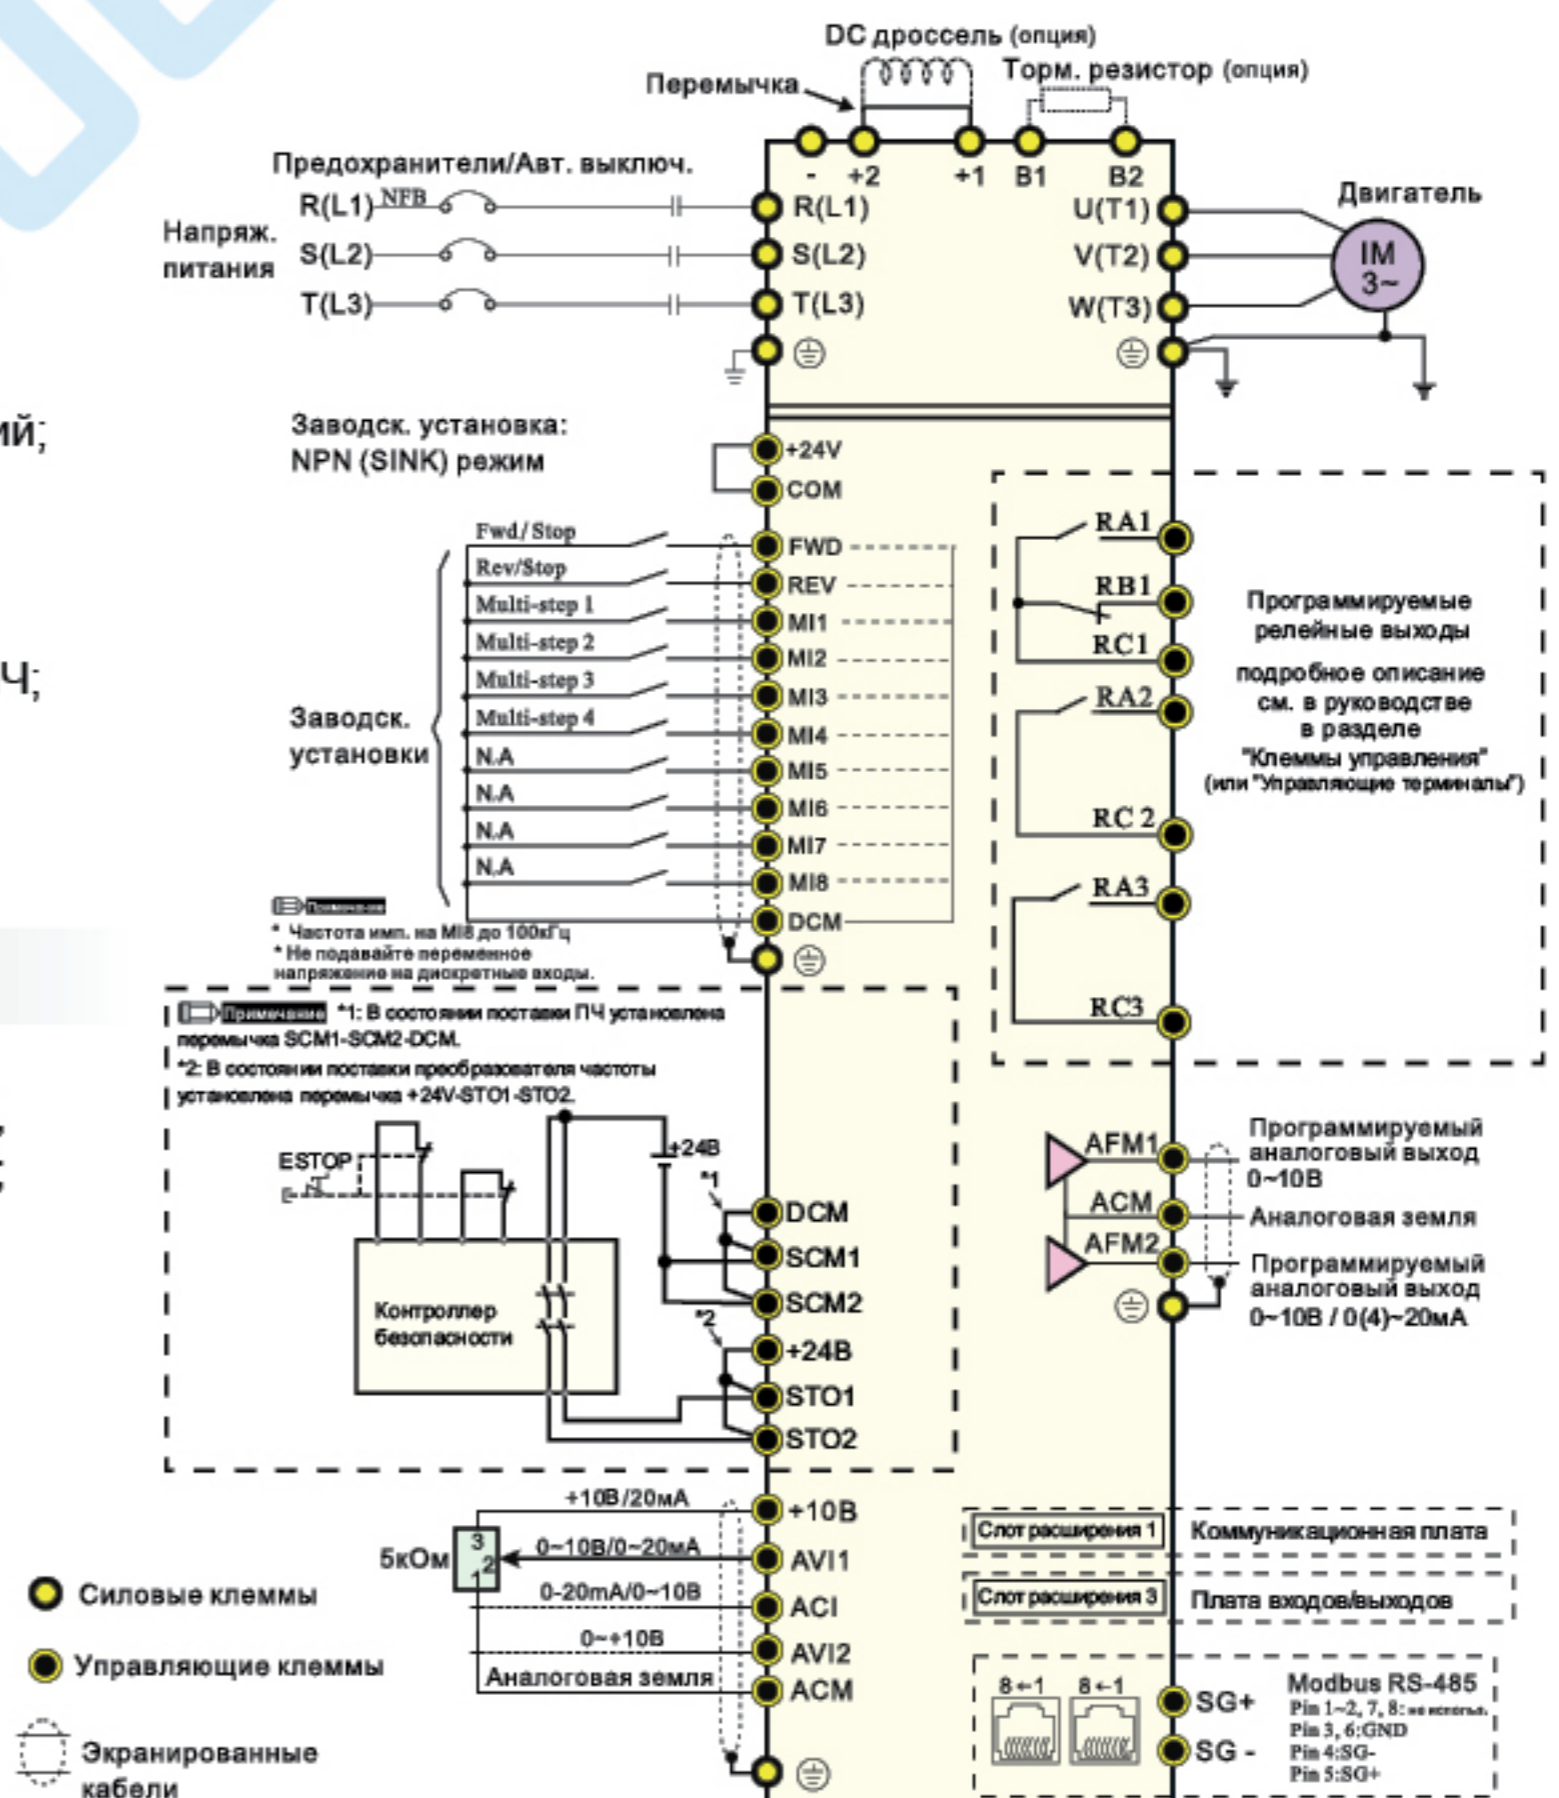 DC дроссель (опция)
Перемычка
Торм. резистор (опция)
Предохранители/Авт. выключ.
- +2 +1 B1 B2
Напряж.
питания
R(L1) NFB R(L1) U(T1)
S(L2) S(L2) V(T2)
T(L3) T(L3) W(T3)
Двигатель
IM
3~
ий;
Ч;
Заводск. установка:
NPN (SINK) режим
+24V
COM
Заводск.
установки
Fwd/Stop FWD
Rev/Stop REV
Multi-step 1 MI1
Multi-step 2 MI2
Multi-step 3 MI3
Multi-step 4 MI4
N.A MI5
N.A MI6
N.A MI7
N.A MI8
DCM
Примечание
* Частота имп. на MI8 до 100кГц
* Не подавайте переменное
напряжение на дискретные входы.
RA1
RB1
RC1
RA2
RC 2
RA3
RC3
Программируемые
релейные выходы
подробное описание
см. в руководстве
в разделе
"Клеммы управления"
(или "Управляющие терминалы")
Примечание *1: В состоянии поставки ПЧ установлена
перемычка SCM1-SCM2-DCM.
*2: В состоянии поставки преобразователя частоты
установлена перемычка +24V-STO1-STO2.
ESTOP
+24В
*1
DCM
SCM1
SCM2
*2
+24В
STO1
STO2
Контроллер
безопасности
AFM1
ACM
AFM2
Программируемый
аналоговый выход
0~10В
Аналоговая земля
Программируемый
аналоговый выход
0~10В / 0(4)~20мА
+10В/20мА +10В
5кОм
3
2
1
0~10В/0~20мА AVI1
0-20mA/0~10В ACI
0~+10В AVI2
Аналоговая земля ACM
Слот расширения 1 Коммуникационная плата
Слот расширения 3 Плата входов/выходов
8←1 8←1
SG+
SG -
Modbus RS-485
Pin 1~2, 7, 8: не использ.
Pin 3, 6:GND
Pin 4:SG-
Pin 5:SG+
Силовые клеммы
Управляющие клеммы
Экранированные
кабели